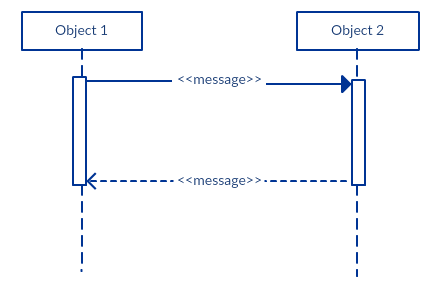 Object 1
Object 2
<<message>>
<<message>>